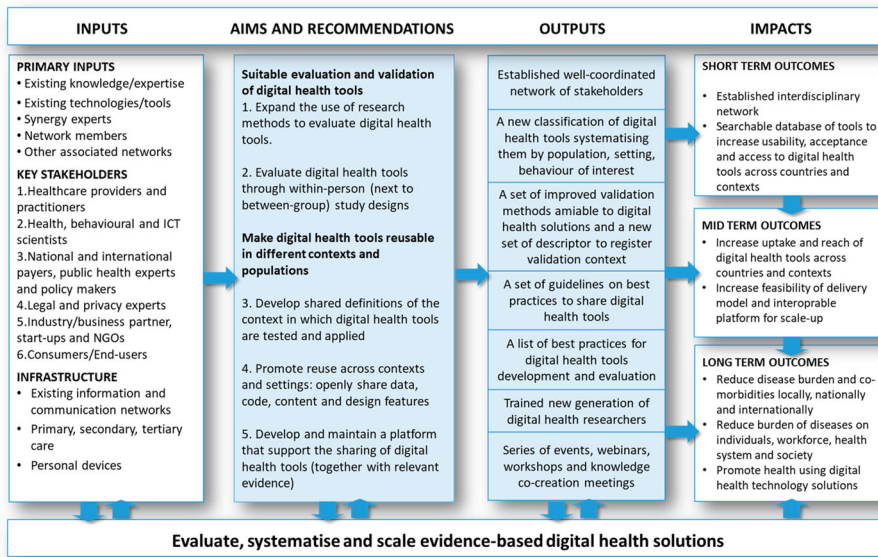 INPUTS
AIMS AND RECOMMENDATIONS
OUTPUTS
IMPACTS
PRIMARY INPUTS
• Existing knowledge/expertise
• Existing technologies/tools
• Synergy experts
• Network members
• Other associated networks
KEY STAKEHOLDERS
1.Healthcare providers and
practitioners
2.Health, behavioural and ICT
scientists
3.National and international
payers, public health experts
and policy makers
4.Legal and privacy experts
5.Industry/business partner,
start-ups and NGOs
6.Consumers/End-users
INFRASTRUCTURE
• Existing information and
communication networks
• Primary, secondary, tertiary
care
• Personal devices
Suitable evaluation and validation
of digital health tools
1. Expand the use of research
methods to evaluate digital health
tools.
2. Evaluate digital health tools
through within-person (next to
between-group) study designs
Make digital health tools reusable
in different contexts and
populations
3. Develop shared definitions of the
context in which digital health tools
are tested and applied
4. Promote reuse across contexts
and settings: openly share data,
code, content and design features
5. Develop and maintain a platform
that support the sharing of digital
health tools (together with relevant
evidence)
Established well-coordinated
network of stakeholders
A new classification of digital
health tools systematising
them by population, setting,
behaviour of interest
A set of improved validation
methods amiable to digital
health solutions and a new
set of descriptor to register
validation context
A set of guidelines on best
practices to share digital
health tools
A list of best practices for
digital health tools
development and evaluation
Trained new generation of
digital health researchers
Series of events, webinars,
workshops and knowledge
co-creation meetings
SHORT TERM OUTCOMES
• Established interdisciplinary
network
• Searchable database of tools to
increase usability, acceptance
and access to digital health
tools across countries and
contexts
MID TERM OUTCOMES
• Increase uptake and reach of
digital health tools across
countries and contexts
• Increase feasibility of delivery
model and interoprable
platform for scale-up
LONG TERM OUTCOMES
• Reduce disease burden and co-
morbidities locally, nationally
and internationally
• Reduce burden of diseases on
individuals, workforce, health
system and society
• Promote health using digital
health technology solutions
Evaluate, systematise and scale evidence-based digital health solutions